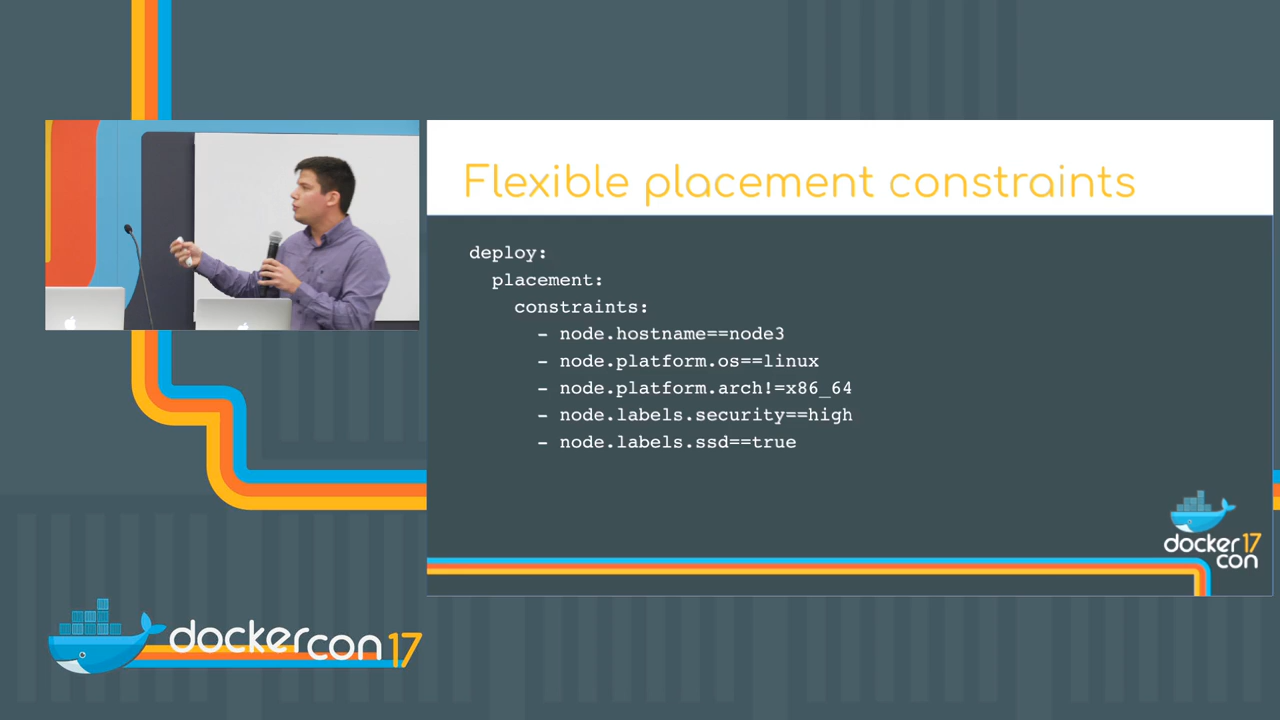 Flexible placement constraints
deploy:
placement:
constraints:
- node.hostname==node3
- node.platform.os==linux
- node.platform.arch!=x86_64
- node.labels.security==high
- node.labels.ssd==true
docker 17
con
dockercon 17